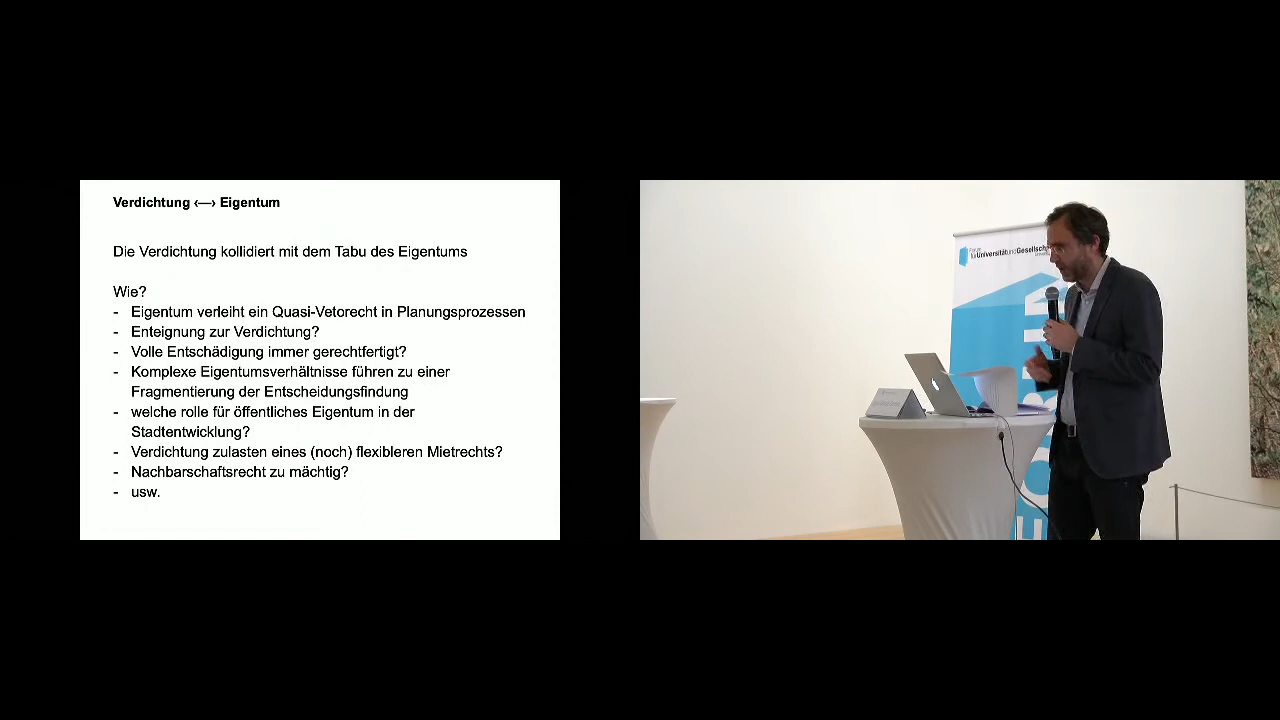 Verdichtung <—> Eigentum
Die Verdichtung kollidiert mit dem Tabu des Eigentums
Wie?
- Eigentum verleiht ein Quasi-Vetorecht in Planungsprozessen
- Enteignung zur Verdichtung?
- Volle Entschädigung immer gerechtfertigt?
- Komplexe Eigentumsverhältnisse führen zu einer
Fragmentierung der Entscheidungsfindung
- welche rolle für öffentliches Eigentum in der
Stadtentwicklung?
- Verdichtung zulasten eines (noch) flexibleren Mietrechts?
- Nachbarschaftsrecht zu mächtig?
- usw.
Forum
fürUniversitätundGesellsch